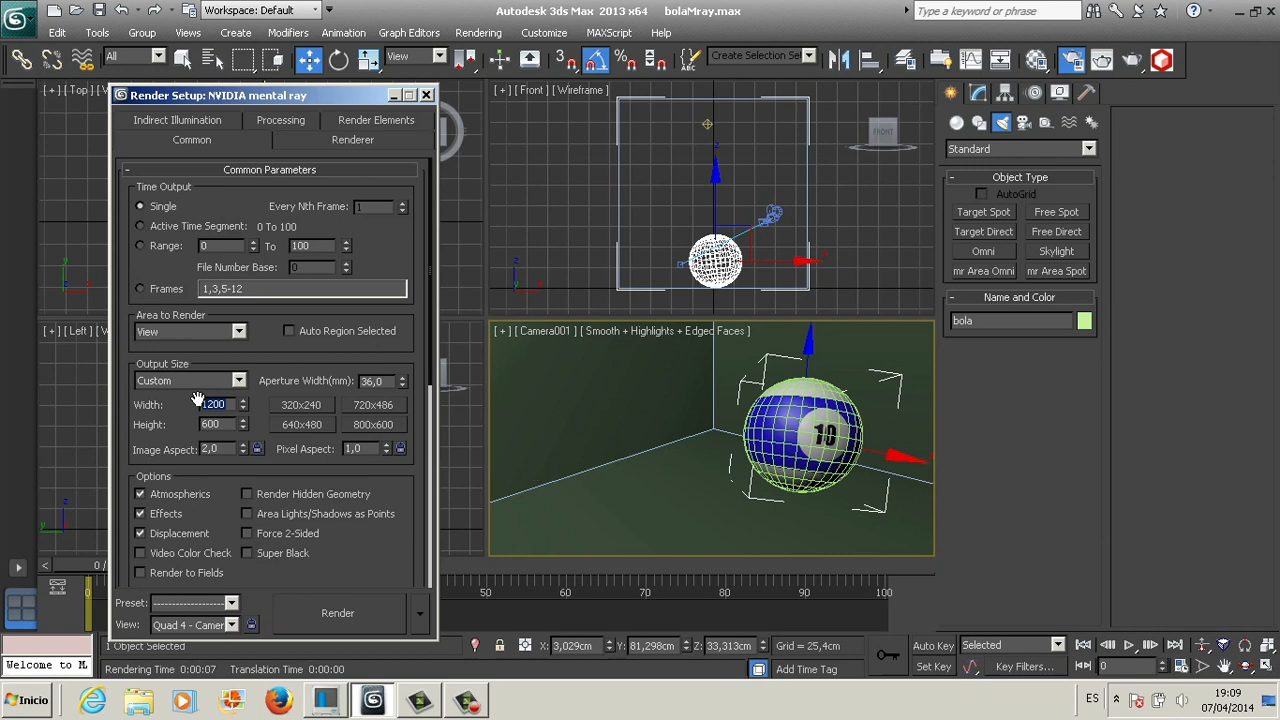 Workspace: Default
Autodesk 3ds Max 2013 x64
bolaMray.max
Type a keyword or phrase
Edit
Tools
Group
Views
Create
Modifiers
Animation
Graph Editors
Rendering
Customize
MAXScript
Help
All
View
Create Selection Se
Render Setup: NVIDIA mental ray
Indirect Illumination
Processing
Render Elements
Common
Renderer
- Common Parameters
Time Output
Single
Every Nth Frame: 1
Active Time Segment: 0 To 100
Range: 0 To 100
File Number Base: 0
Frames 1,3,5-12
Area to Render
View
Auto Region Selected
Output Size
Custom
Aperture Width(mm): 36,0
Width: 1200
320x240
720x486
Height: 600
640x480
800x600
Image Aspect: 2,0
Pixel Aspect: 1,0
Options
Atmospherics
Render Hidden Geometry
Effects
Area Lights/Shadows as Points
Displacement
Force 2-Sided
Video Color Check
Super Black
Render to Fields
Preset: --------------------
View: Quad 4 - Camer
Render
[ + ] [ Top ]
[ + ] [ Front ] [ Wireframe ]
FRONT
z
x
[ + ] [ Left ]
[ + ] [ Camera001 ] [ Smooth + Highlights + Edged Faces ]
10
Standard
- Object Type
AutoGrid
Target Spot
Free Spot
Target Direct
Free Direct
Omni
Skylight
mr Area Omni
mr Area Spot
- Name and Color
bola
0 /
50
60
70
80
90
100
1 Object Selected
X: 3,029cm
Y: 81,298cm
Z: 33,313cm
Grid = 25,4cm
Auto Key
Selected
Welcome to M
Rendering Time 0:00:07
Translation Time 0:00:00
Add Time Tag
Set Key
Key Filters...
0
Inicio
ES
19:09
07/04/2014